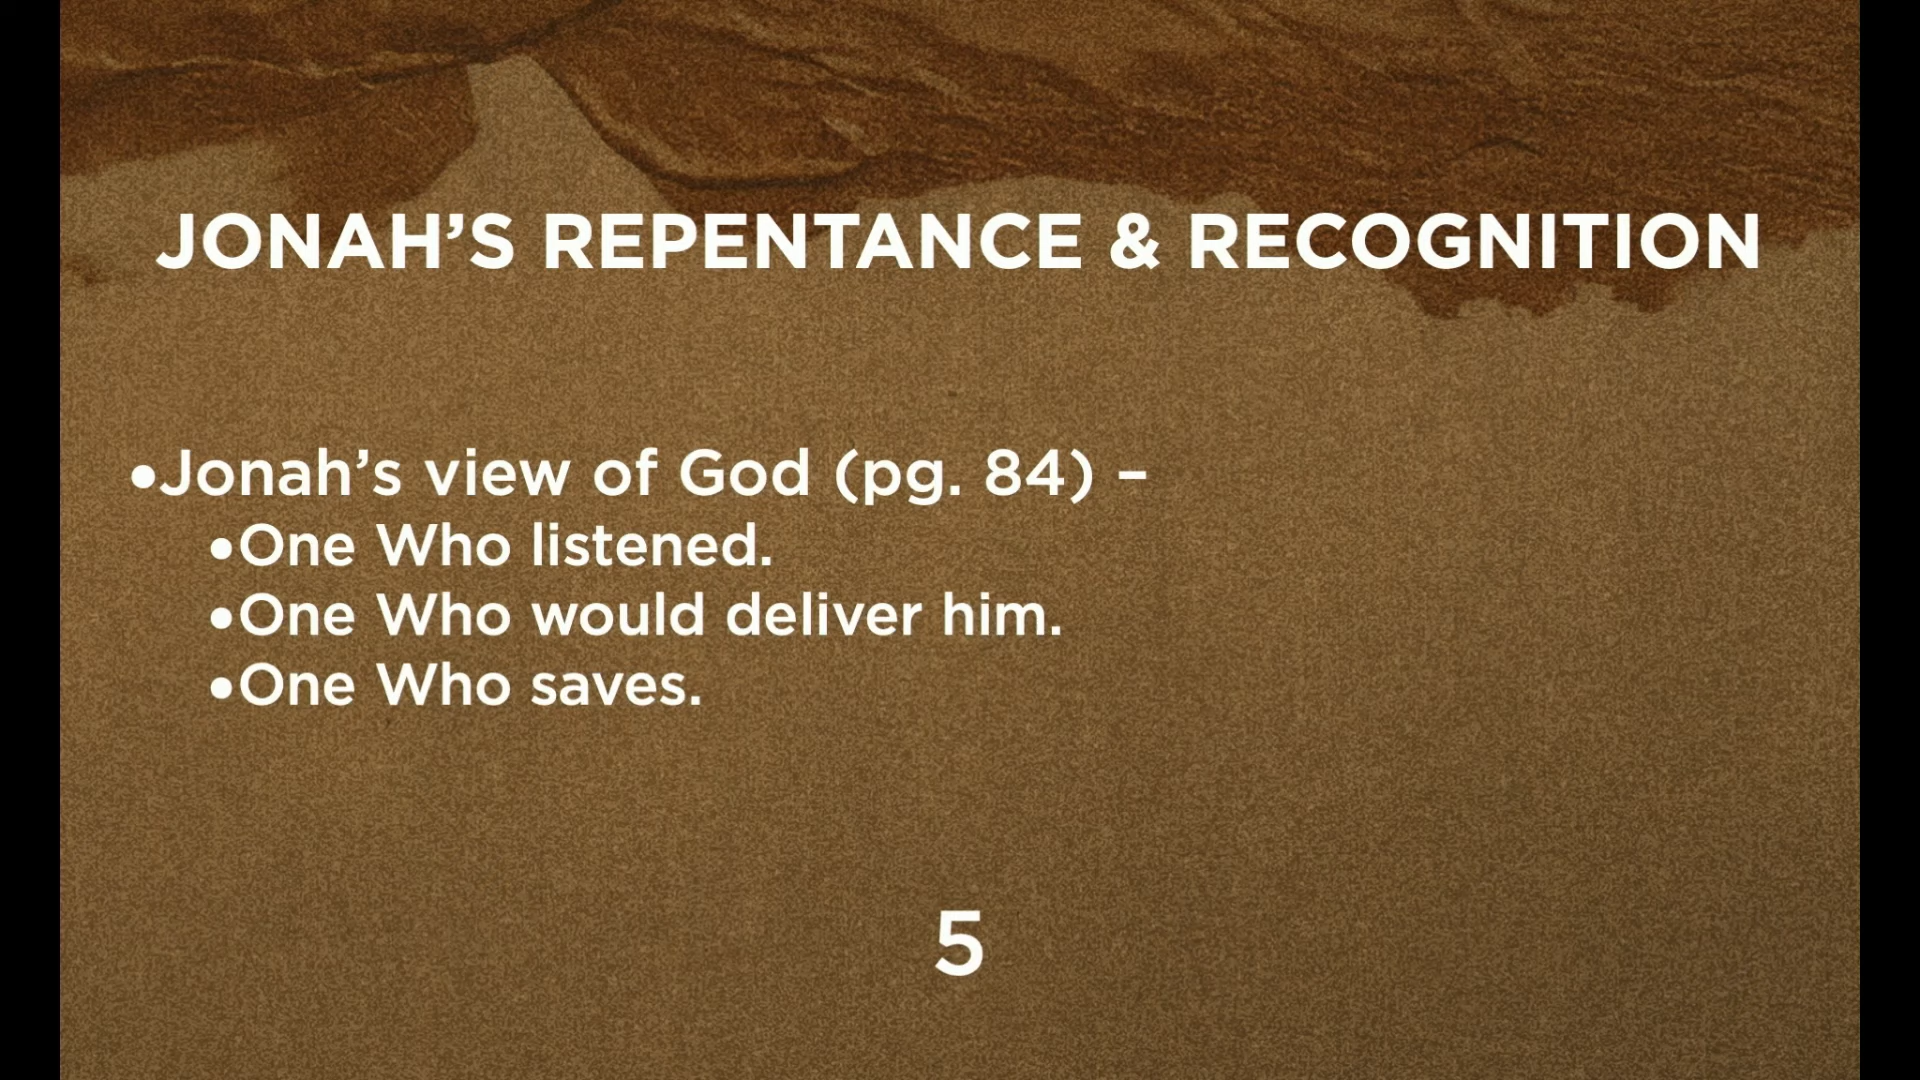 JONAH’S REPENTANCE & RECOGNITION
•Jonah’s view of God (pg. 84) –
•One Who listened.
•One Who would deliver him.
•One Who saves.
5